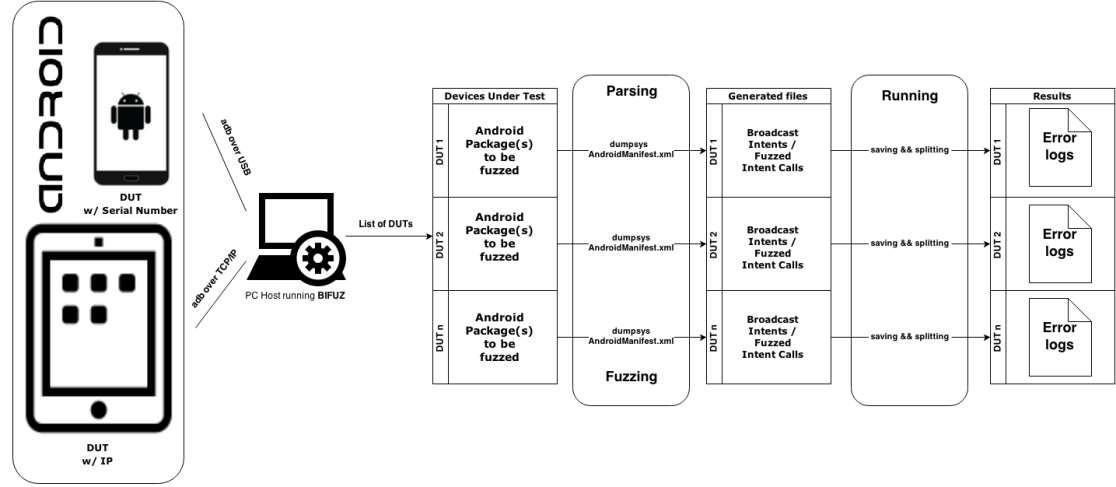 ANDROID
DUT
w/ Serial Number
DUT
w/ IP
adb over USB
adb over TCP/IP
PC Host running BIFUZ
List of DUTs
Devices Under Test
DUT 1
Android
Package(s)
to be
fuzzed
DUT 2
Android
Package(s)
to be
fuzzed
DUT n
Android
Package(s)
to be
fuzzed
Parsing
dumpsys
AndroidManifest.xml
dumpsys
AndroidManifest.xml
dumpsys
AndroidManifest.xml
Fuzzing
Generated files
DUT 1
Broadcast
Intents /
Fuzzed
Intent Calls
DUT 2
Broadcast
Intents /
Fuzzed
Intent Calls
DUT n
Broadcast
Intents /
Fuzzed
Intent Calls
Running
saving && splitting
saving && splitting
saving && splitting
Results
DUT 1
Error
logs
DUT 2
Error
logs
DUT n
Error
logs